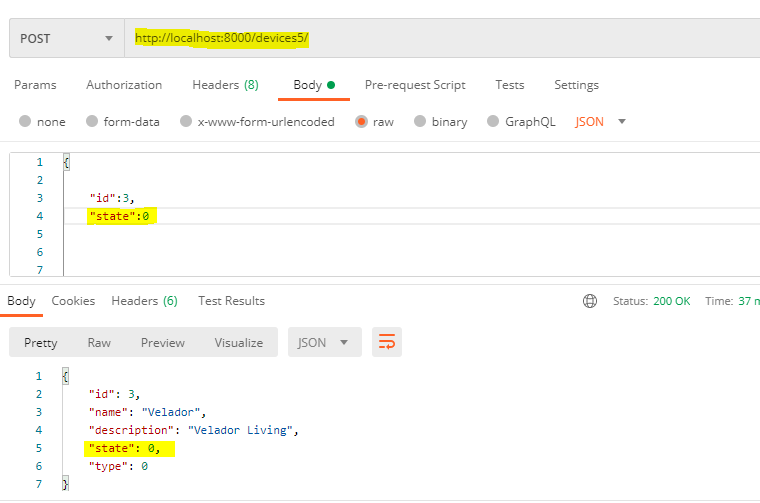 POST http://localhost:8000/devices5/
Params Authorization Headers (8) Body Pre-request Script Tests Settings
none form-data x-www-form-urlencoded raw binary GraphQL JSON
1 {
2
3 "id":3,
4 "state":0
5
6
7
Body Cookies Headers (6) Test Results Status: 200 OK Time: 37 m
Pretty Raw Preview Visualize JSON
1 {
2 "id": 3,
3 "name": "Velador",
4 "description": "Velador Living",
5 "state": 0,
6 "type": 0
7 }